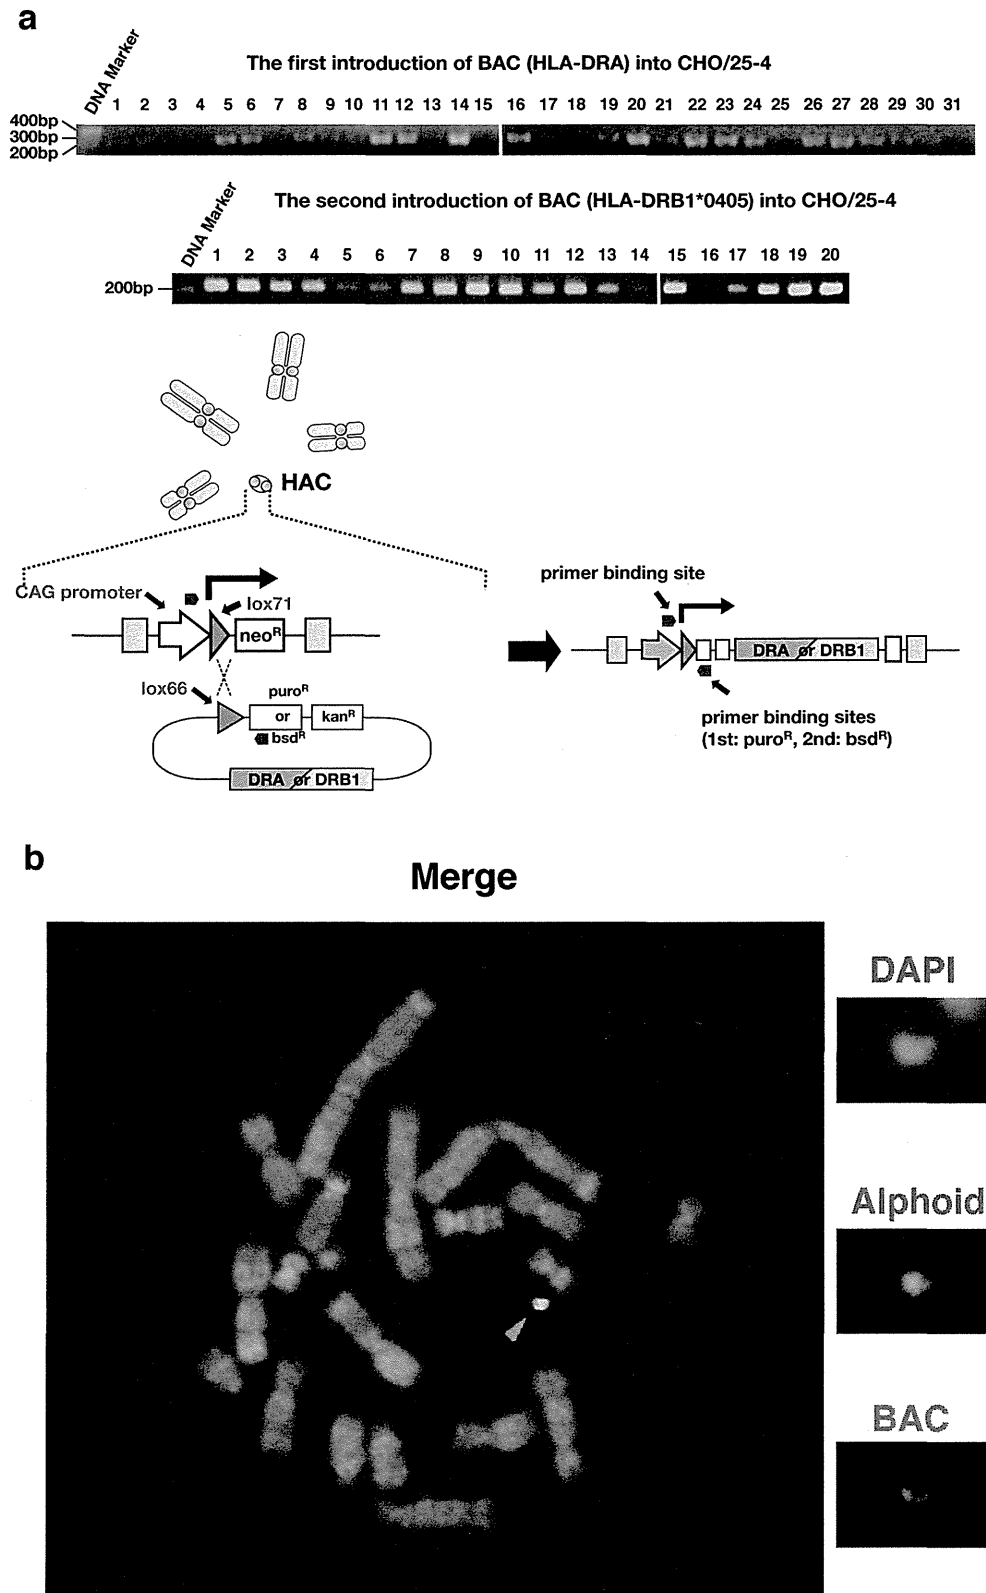 a
DNA Marker
The first introduction of BAC (HLA-DRA) into CHO/25-4
1 2 3 4 5 6 7 8 9 10 11 12 13 14 15 16 17 18 19 20 21 22 23 24 25 26 27 28 29 30 31
400bp
300bp
200bp
DNA Marker
The second introduction of BAC (HLA-DRB1*0405) into CHO/25-4
1 2 3 4 5 6 7 8 9 10 11 12 13 14 15 16 17 18 19 20
200bp
HAC
CAG promoter
lox71
neoR
lox66
puroR
or
kanR
bsdR
DRA or DRB1
primer binding site
DRA or DRB1
primer binding sites
(1st: puroR, 2nd: bsdR)
b
Merge
DAPI
Alphoid
BAC